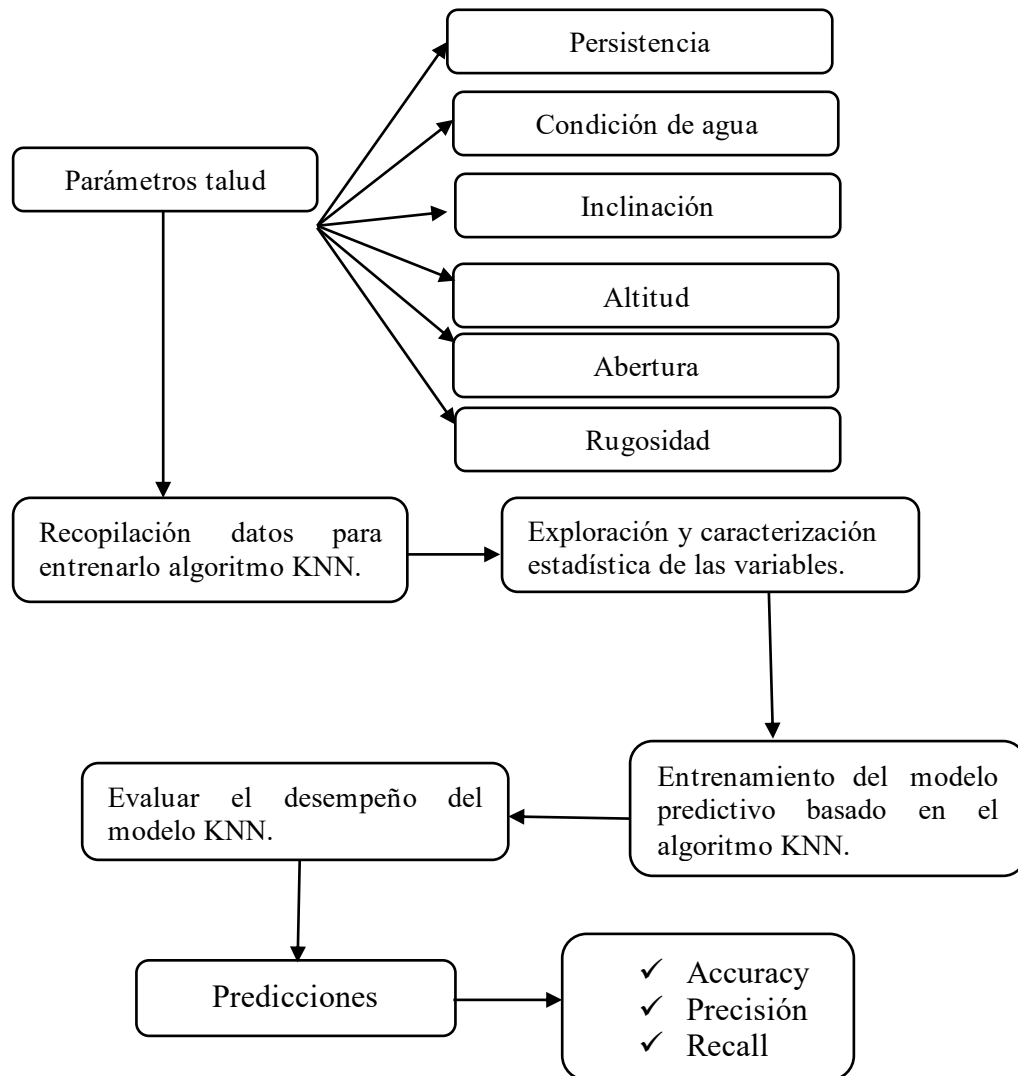 Persistencia
Condición de agua
Parámetros talud
Inclinación
Altitud
Abertura
Rugosidad
Recopilación datos para
entrenarlo algoritmo KNN.
Exploración y caracterización
estadística de las variables.
Entrenamiento del modelo
predictivo basado en el
algoritmo KNN.
Evaluar el desempeño del
modelo KNN.
Predicciones
✓ Accuracy
✓ Precisión
✓ Recall